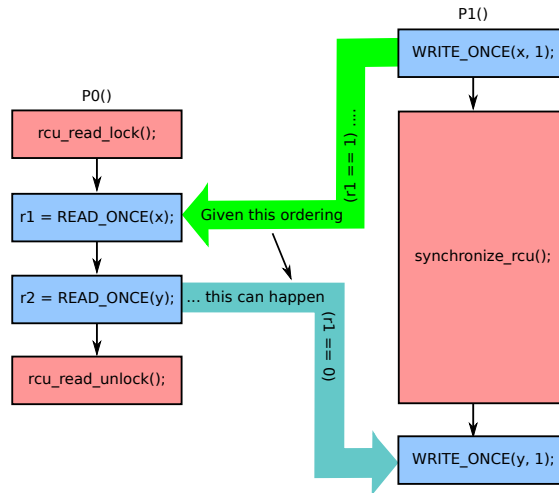 P1()
WRITE_ONCE(x, 1);
P0()
rcu_read_lock();
(r1 == 1) ....
r1 = READ_ONCE(x);
Given this ordering
synchronize_rcu();
r2 = READ_ONCE(y);
... this can happen
(r1 == 0)
rcu_read_unlock();
WRITE_ONCE(y, 1);